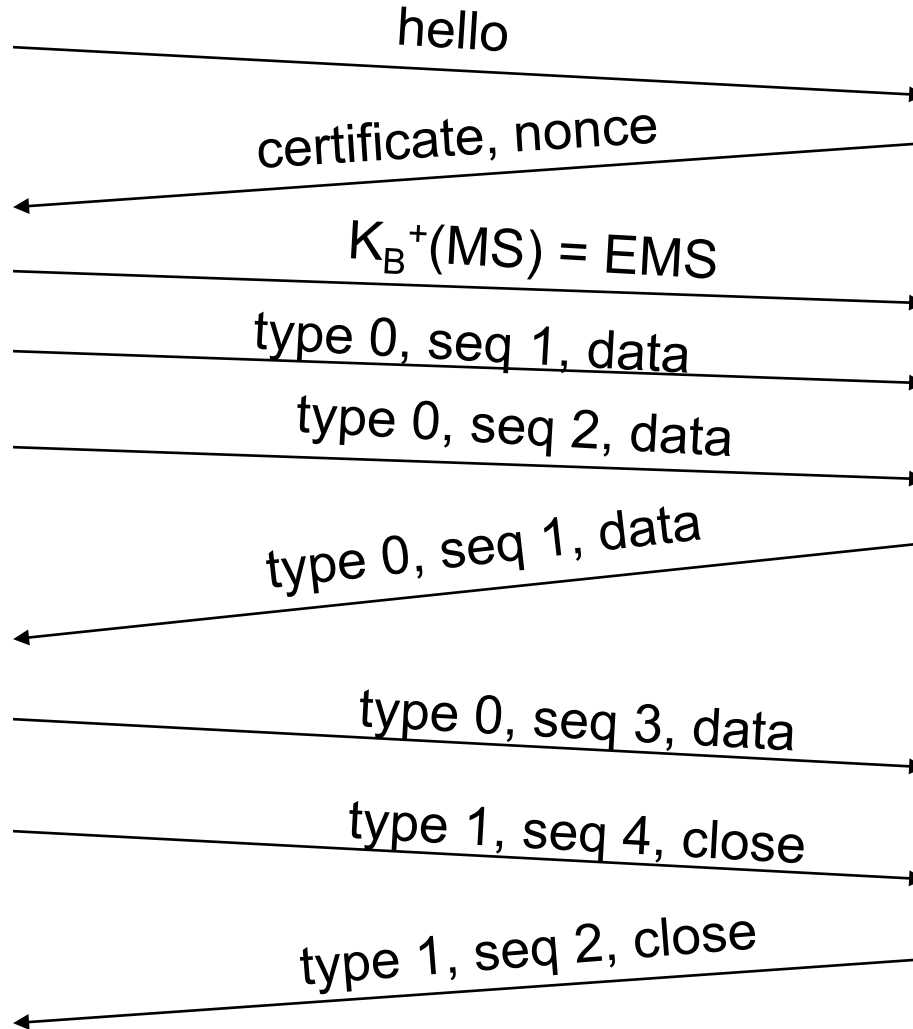 hello
certificate, nonce
K_B⁺(MS) = EMS
type 0, seq 1, data
type 0, seq 2, data
type 0, seq 1, data
type 0, seq 3, data
type 1, seq 4, close
type 1, seq 2, close